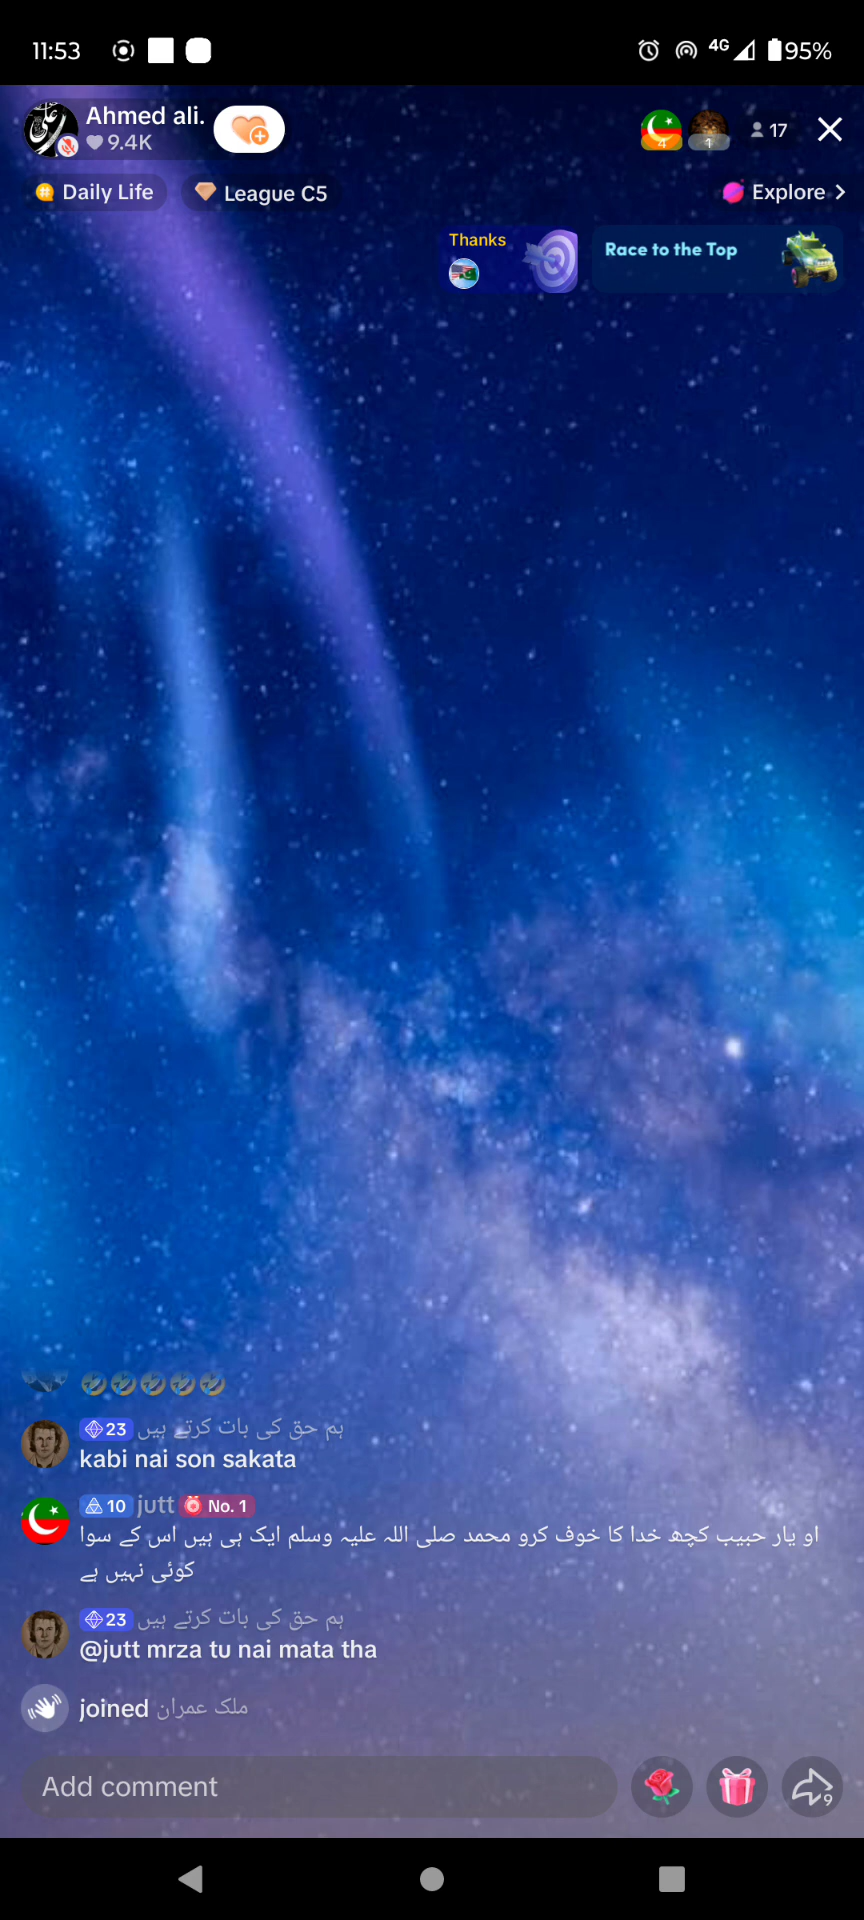 11:53
4G
95%
Ahmed ali.
9.4K
4
1
17
Daily Life
League C5
Explore
Thanks
Race to the Top
🤣🤣🤣🤣🤣
23 ہم حق کی بات کرتے ہیں
kabi nai son sakata
10 jutt No. 1
او یار حبیب کچھ خدا کا خوف کرو محمد صلی اللہ علیہ وسلم ایک ہی ہیں اس کے سوا
کوئی نہیں ہے
23 ہم حق کی بات کرتے ہیں
@jutt mrza tu nai mata tha
joined ملک عمران
Add comment
9